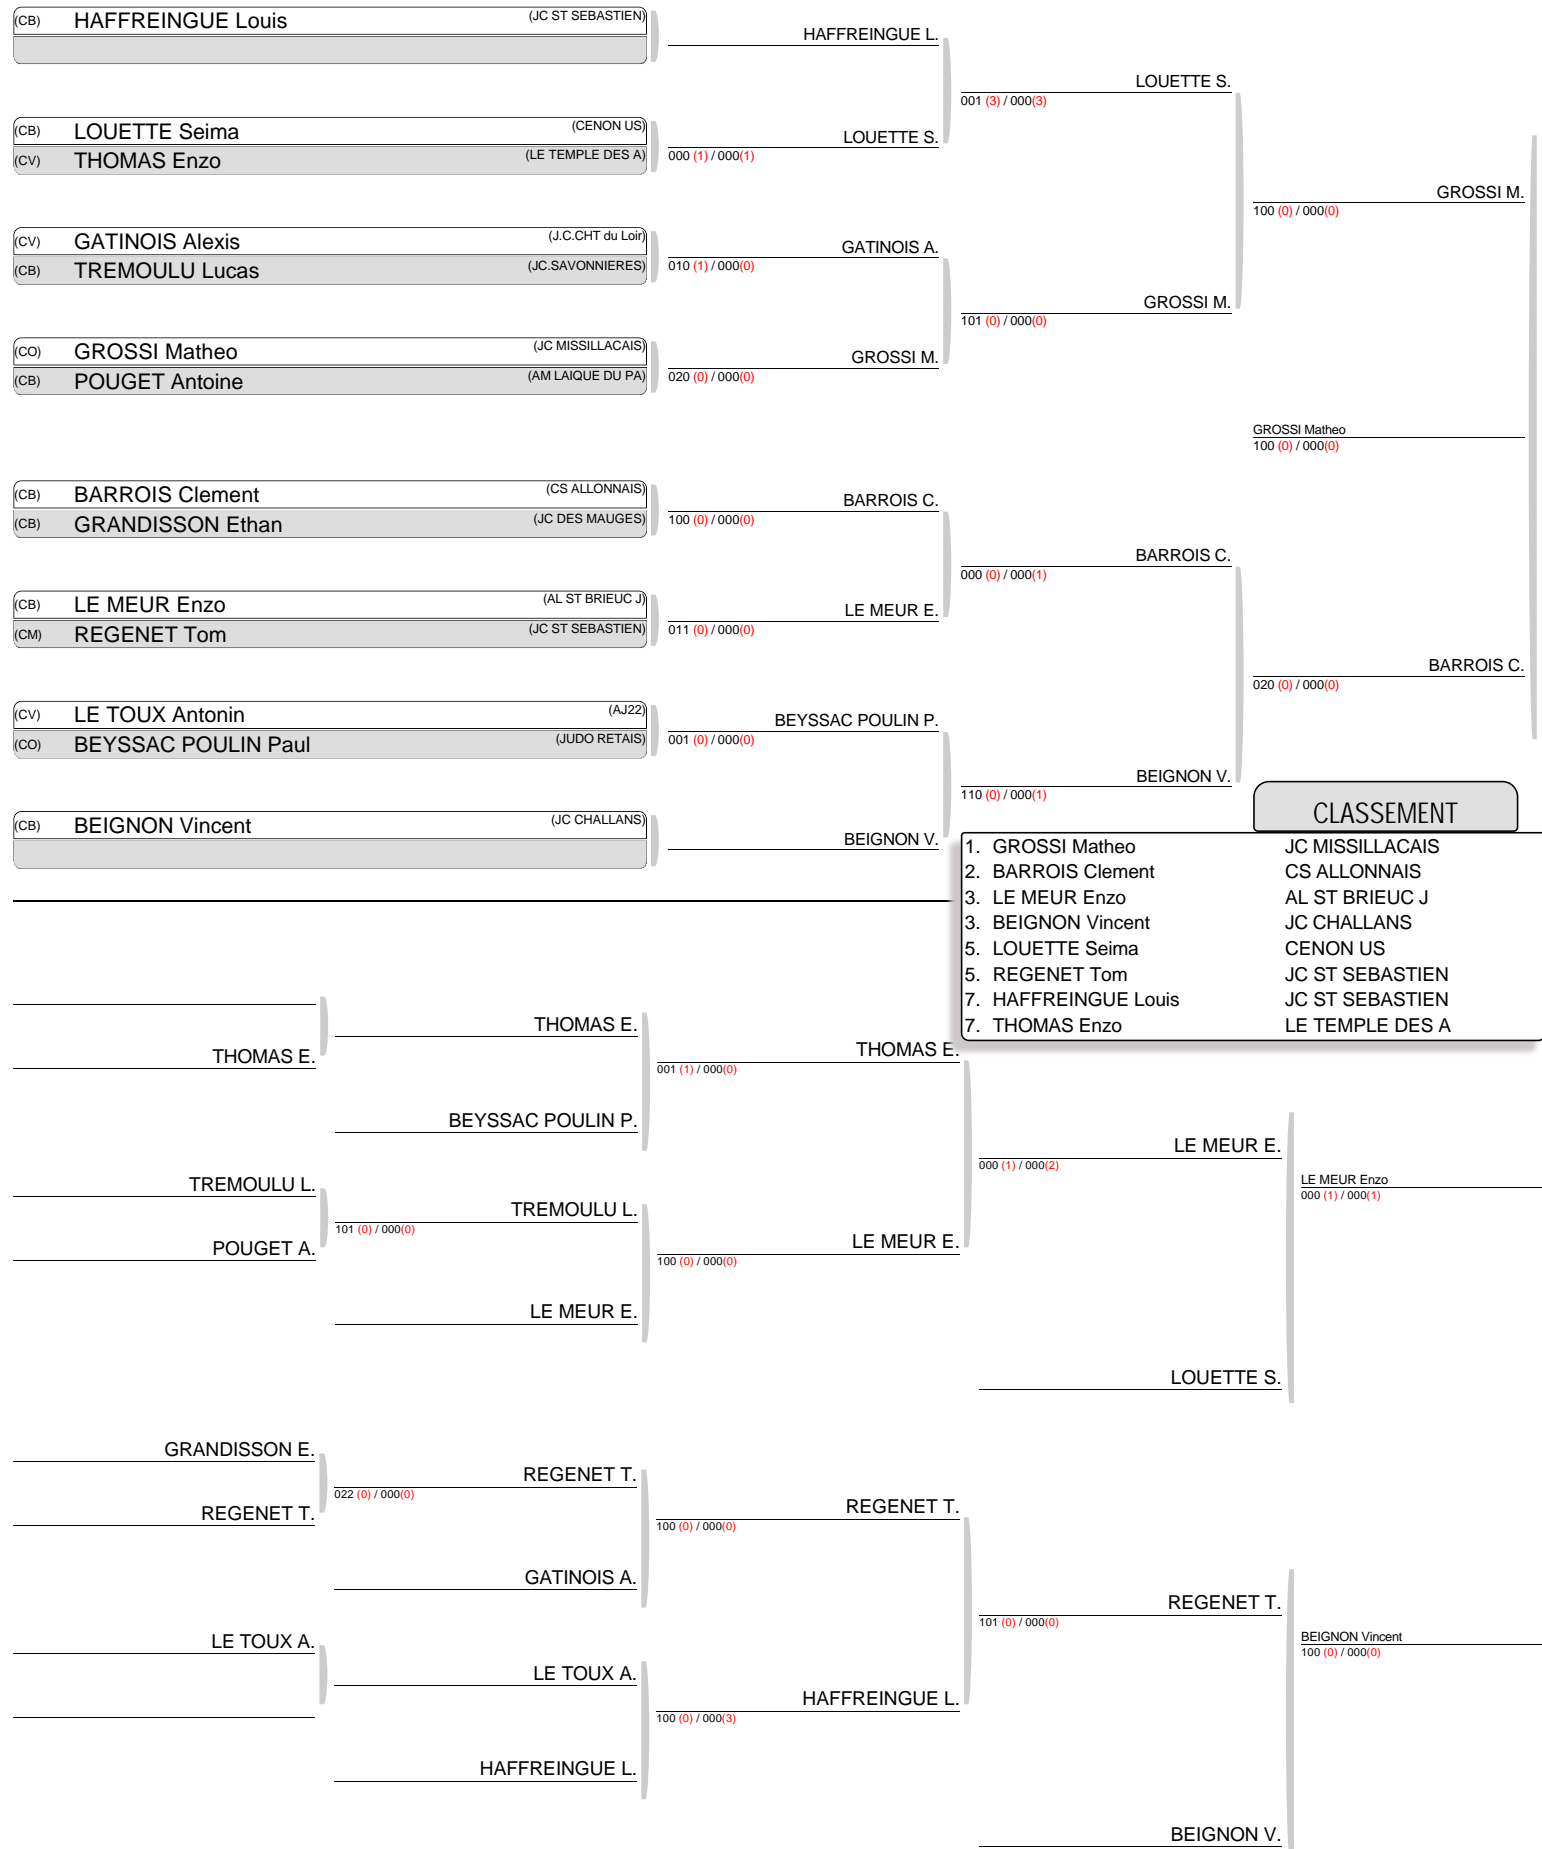 (CB) HAFFREINGUE Louis (JC ST SEBASTIEN)
HAFFREINGUE L.
LOUETTE S.
001 (3) / 000(3)
(CB) LOUETTE Seima (CENON US)
LOUETTE S.
(CV) THOMAS Enzo (LE TEMPLE DES A)
000 (1) / 000(1)
GROSSI M.
100 (0) / 000(0)
(CV) GATINOIS Alexis (J.C.CHT du Loir)
GATINOIS A.
(CB) TREMOULU Lucas (JC.SAVONNIERES)
010 (1) / 000(0)
GROSSI M.
101 (0) / 000(0)
(CO) GROSSI Matheo (JC MISSILLACAIS)
GROSSI M.
(CB) POUGET Antoine (AM LAIQUE DU PA)
020 (0) / 000(0)
GROSSI Matheo
100 (0) / 000(0)
(CB) BARROIS Clement (CS ALLONNAIS)
BARROIS C.
(CB) GRANDISSON Ethan (JC DES MAUGES)
100 (0) / 000(0)
BARROIS C.
000 (0) / 000(1)
(CB) LE MEUR Enzo (AL ST BRIEUC J)
LE MEUR E.
(CM) REGENET Tom (JC ST SEBASTIEN)
011 (0) / 000(0)
BARROIS C.
020 (0) / 000(0)
(CV) LE TOUX Antonin (AJ22)
BEYSSAC POULIN P.
(CO) BEYSSAC POULIN Paul (JUDO RETAIS)
001 (0) / 000(0)
BEIGNON V.
110 (0) / 000(1)
(CB) BEIGNON Vincent (JC CHALLANS)
BEIGNON V.
CLASSEMENT
1. GROSSI Matheo JC MISSILLACAIS
2. BARROIS Clement CS ALLONNAIS
3. LE MEUR Enzo AL ST BRIEUC J
3. BEIGNON Vincent JC CHALLANS
5. LOUETTE Seima CENON US
5. REGENET Tom JC ST SEBASTIEN
7. HAFFREINGUE Louis JC ST SEBASTIEN
7. THOMAS Enzo LE TEMPLE DES A
THOMAS E.
THOMAS E.
THOMAS E.
001 (1) / 000(0)
BEYSSAC POULIN P.
LE MEUR E.
000 (1) / 000(2)
TREMOULU L.
LE MEUR Enzo
000 (1) / 000(1)
TREMOULU L.
101 (0) / 000(0)
POUGET A.
LE MEUR E.
100 (0) / 000(0)
LE MEUR E.
LOUETTE S.
GRANDISSON E.
REGENET T.
022 (0) / 000(0)
REGENET T.
REGENET T.
100 (0) / 000(0)
GATINOIS A.
REGENET T.
101 (0) / 000(0)
LE TOUX A.
BEIGNON Vincent
100 (0) / 000(0)
LE TOUX A.
HAFFREINGUE L.
100 (0) / 000(3)
HAFFREINGUE L.
BEIGNON V.